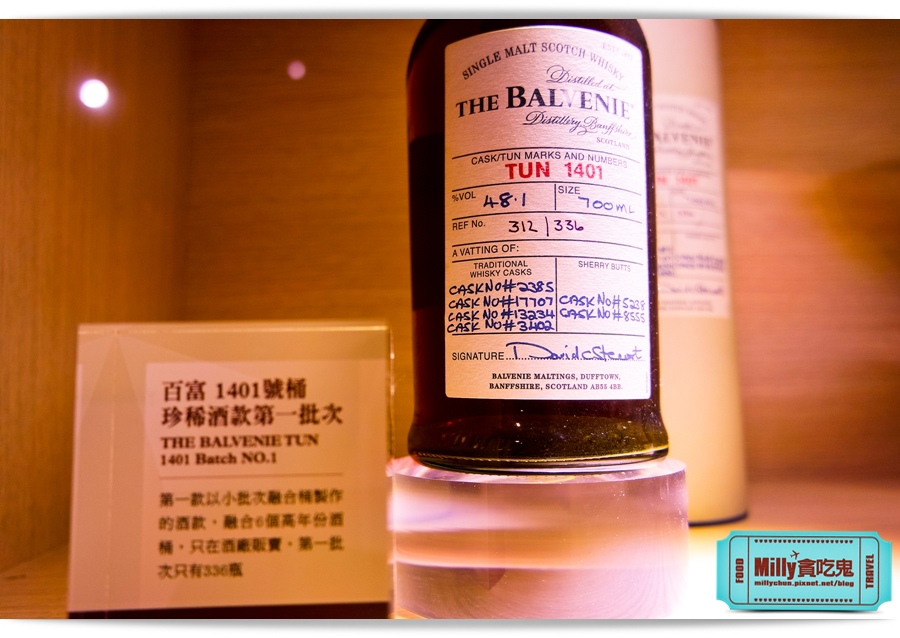 SINGLE MALT SCOTCH WHISKY
Distilled at
THE BALVENIE
Distillery Banffshire
SCOTLAND
CASK/TUN MARKS AND NUMBERS
TUN 1401
%VOL 48.1 SIZE 700ML
REF No. 312/336
A VATTING OF:
TRADITIONAL
WHISKY CASKS
SHERRY BUTTS
CASK NO#2385
CASK NO#17707 CASK NO#5238
CASK NO#13234 CASK NO#8555
CASK NO#3402
SIGNATURE....David C Stewart
BALVENIE MALTINGS, DUFFTOWN,
BANFFSHIRE, SCOTLAND AB55 4BB.
百富 1401號桶
珍稀酒款第一批次
THE BALVENIE TUN
1401 Batch NO.1
第一款以小批次融合桶製作
的酒款，融合6個高年份酒
桶，只在酒廠販賣。第一批
次只有336瓶
FOOD
Milly貪吃鬼
millychun.pixnet.net/blog
TRAVEL